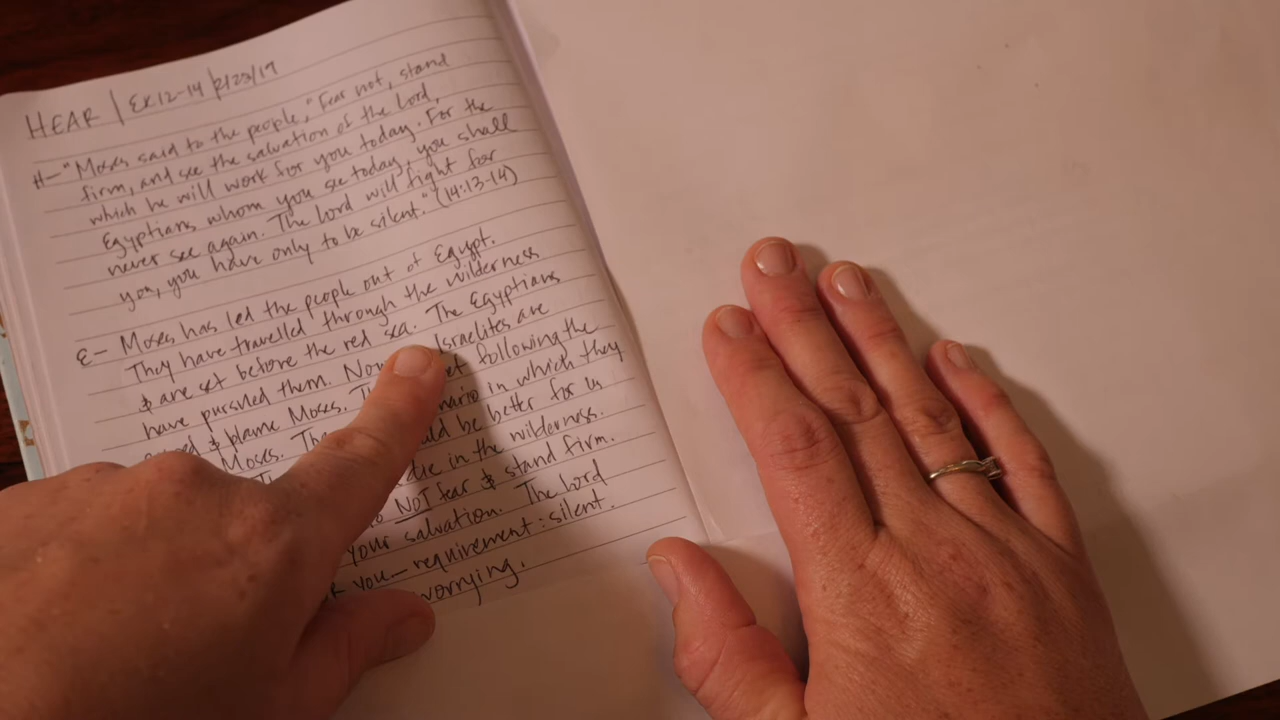 HEAR | EX 12-14 | 2/23/19
H- "Moses said to the people, "Fear not, stand
firm, and see the salvation of the Lord,
which he will work for you today. For the
Egyptians whom you see today, you shall
never see again. The Lord will fight for
you, you have only to be silent." (14:13-14)
E- Moses has led the people out of Egypt.
They have travelled through the wilderness
& are set before the red sea. The Egyptians
have pursued them. Now Israelites are
& blame Moses. following the
Moses. in which they
be better for us
die in the wilderness.
NOT fear & stand firm.
your salvation. The Lord
YOU- requirement: silent.
worrying.